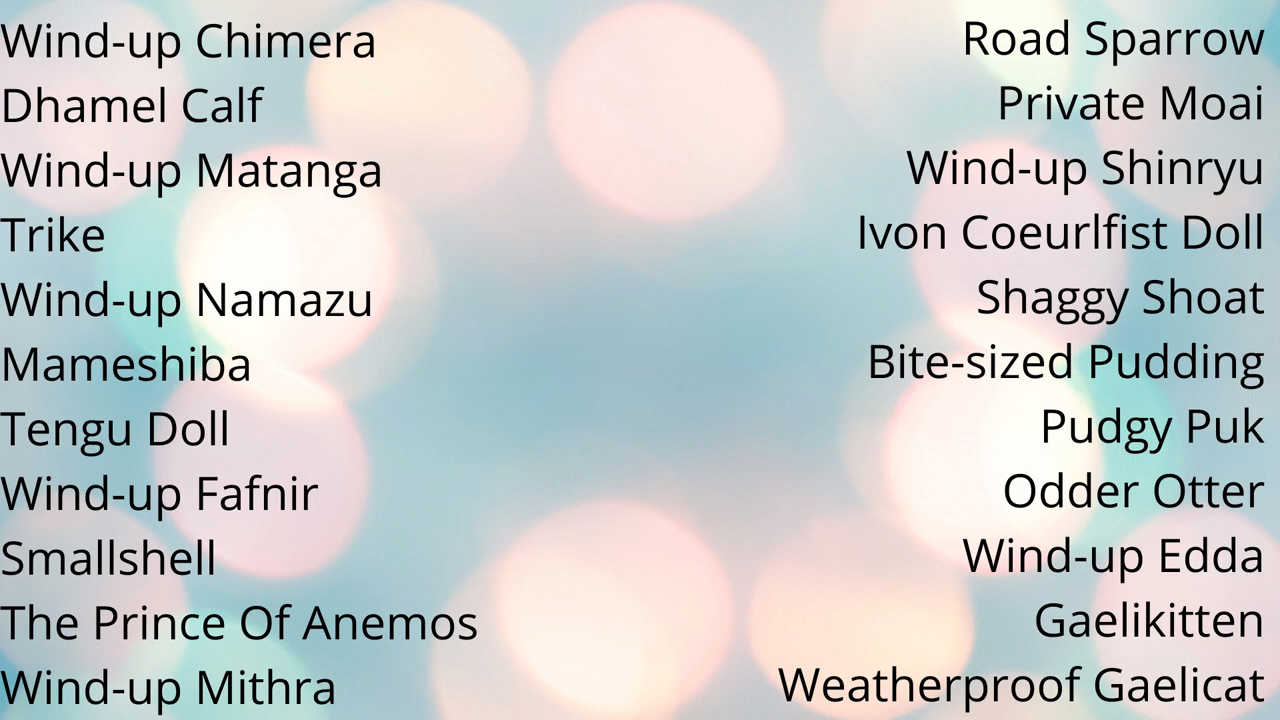 Wind-up Chimera
Dhamel Calf
Wind-up Matanga
Trike
Wind-up Namazu
Mameshiba
Tengu Doll
Wind-up Fafnir
Smallshell
The Prince Of Anemos
Wind-up Mithra
Road Sparrow
Private Moai
Wind-up Shinryu
Ivon Coeurlfist Doll
Shaggy Shoat
Bite-sized Pudding
Pudgy Puk
Odder Otter
Wind-up Edda
Gaelikitten
Weatherproof Gaelicat